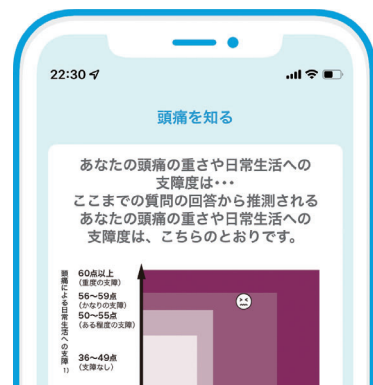 22:30
頭痛を知る
あなたの頭痛の重さや日常生活への
支障度は・・・
ここまでの質問の回答から推測される
あなたの頭痛の重さや日常生活への
支障度は、こちらのとおりです。
頭痛による日常生活への支障1)
60点以上
(重度の支障)
56〜59点
(かなりの支障)
50〜55点
(ある程度の支障)
36〜49点
(支障なし)